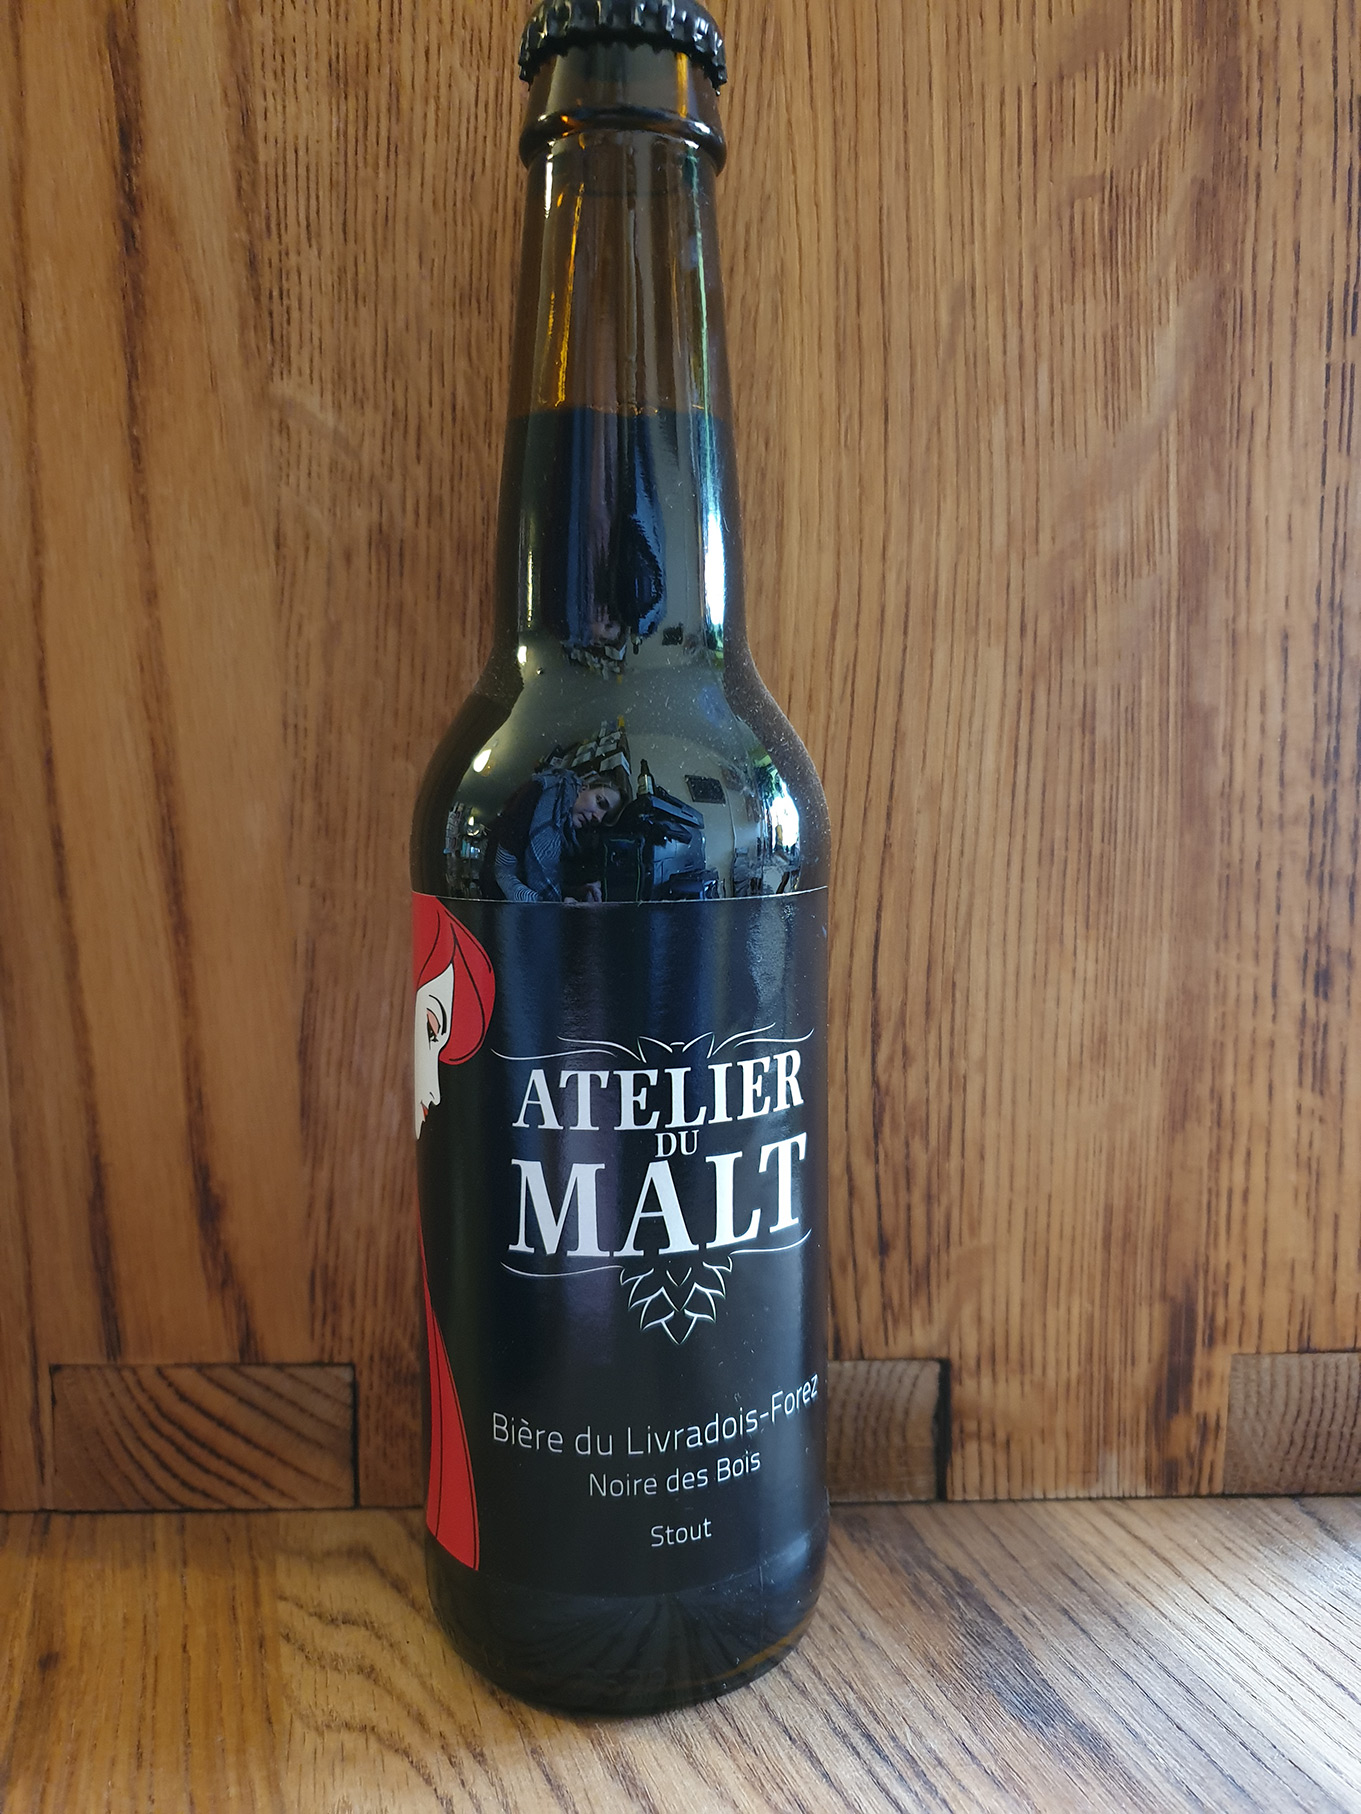 ATELIER
DU
MALT
Bière du Livradois-Forez
Noire des Bois
Stout